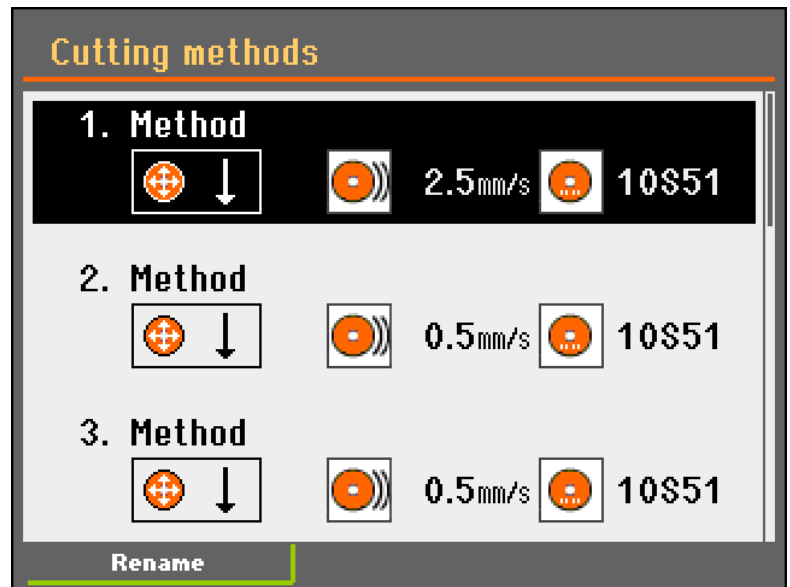 Cutting methods
1. Method
2.5mm/s 10S51
2. Method
0.5mm/s 10S51
3. Method
0.5mm/s 10S51
Rename